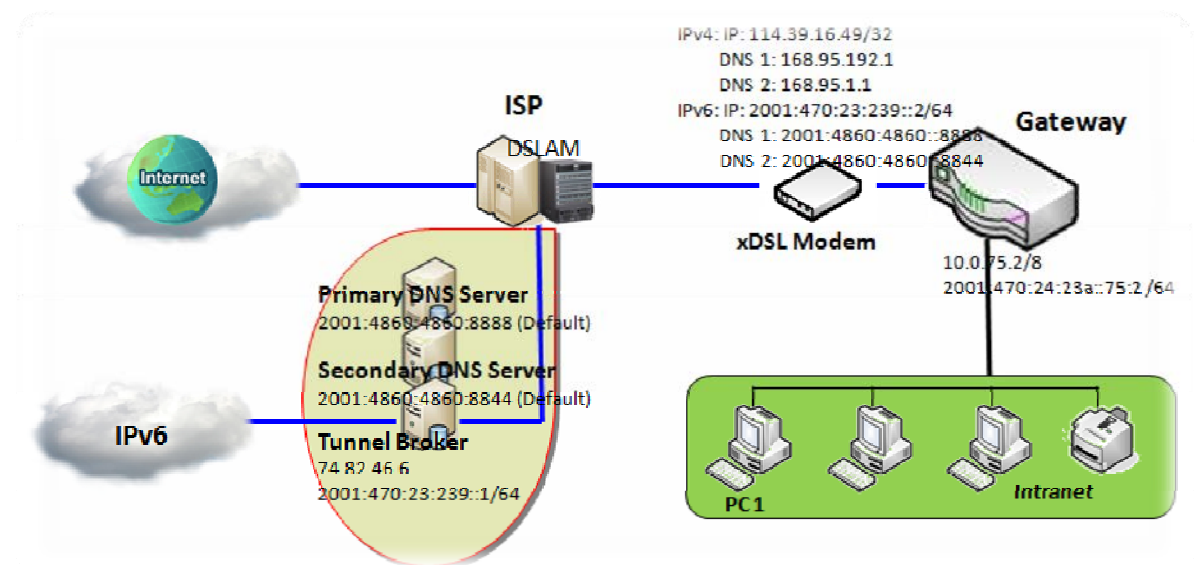 IPv4: IP: 114.39.16.49/32
DNS 1: 168.95.192.1
DNS 2: 168.95.1.1
IPv6: IP: 2001:470:23:239::2/64
DNS 1: 2001:4860:4860::8888
DNS 2: 2001:4860:4860::8844
ISP
DSLAM
Gateway
Internet
xDSL Modem
10.0.75.2/8
2001:470:24:23a::75:2/64
Primary DNS Server
2001:4860:4860:8888 (Default)
Secondary DNS Server
2001:4860:4860:8844 (Default)
IPv6
Tunnel Broker
74.82.46.6
2001:470:23:239::1/64
PC1
Intranet